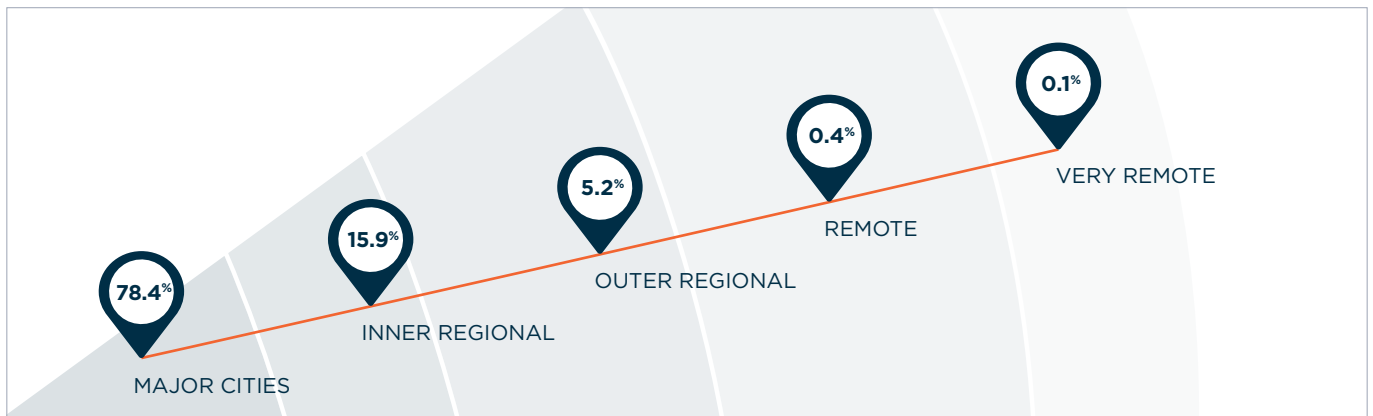 78.4%
MAJOR CITIES
15.9%
INNER REGIONAL
5.2%
OUTER REGIONAL
0.4%
REMOTE
0.1%
VERY REMOTE